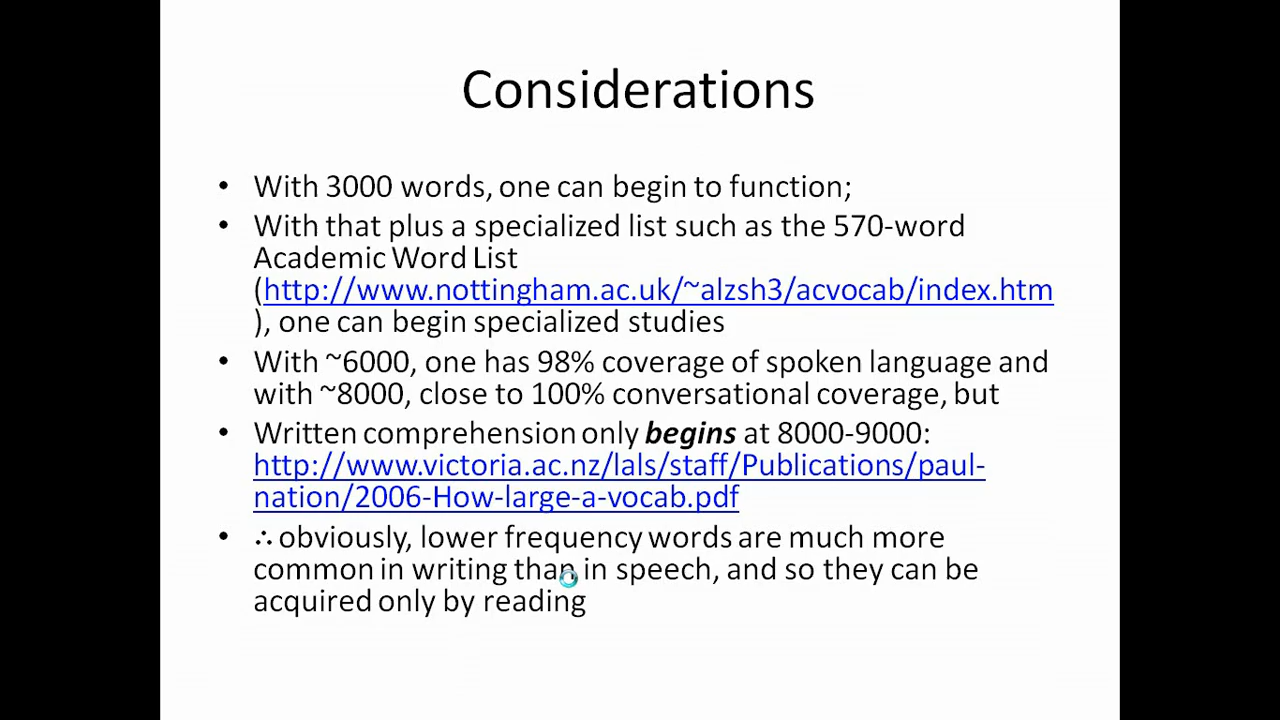 Considerations
• With 3000 words, one can begin to function;
• With that plus a specialized list such as the 570-word
Academic Word List
(http://www.nottingham.ac.uk/~alzsh3/acvocab/index.htm
), one can begin specialized studies
• With ~6000, one has 98% coverage of spoken language and
with ~8000, close to 100% conversational coverage, but
• Written comprehension only begins at 8000-9000:
http://www.victoria.ac.nz/lals/staff/Publications/paul-
nation/2006-How-large-a-vocab.pdf
• ∴ obviously, lower frequency words are much more
common in writing than in speech, and so they can be
acquired only by reading